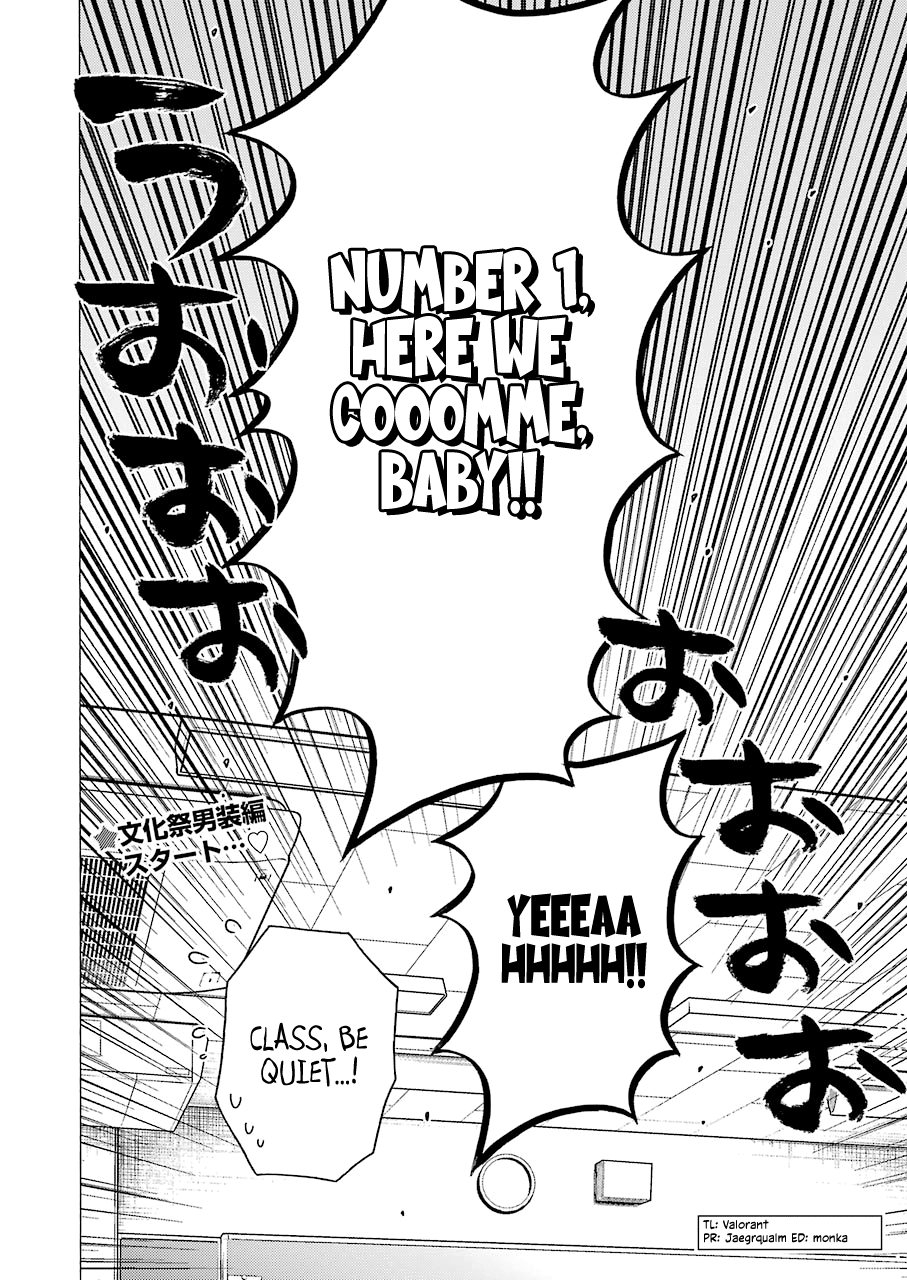 NUMBER 1,
HERE WE
COOOMME,
BABY!!
うおおお
おおおお
YEEEAA
HHHHH!!
文化祭男装編
スタート…♡
CLASS, BE
QUIET...!
TL: Valorant
PR: Jaegrqualm ED: monka